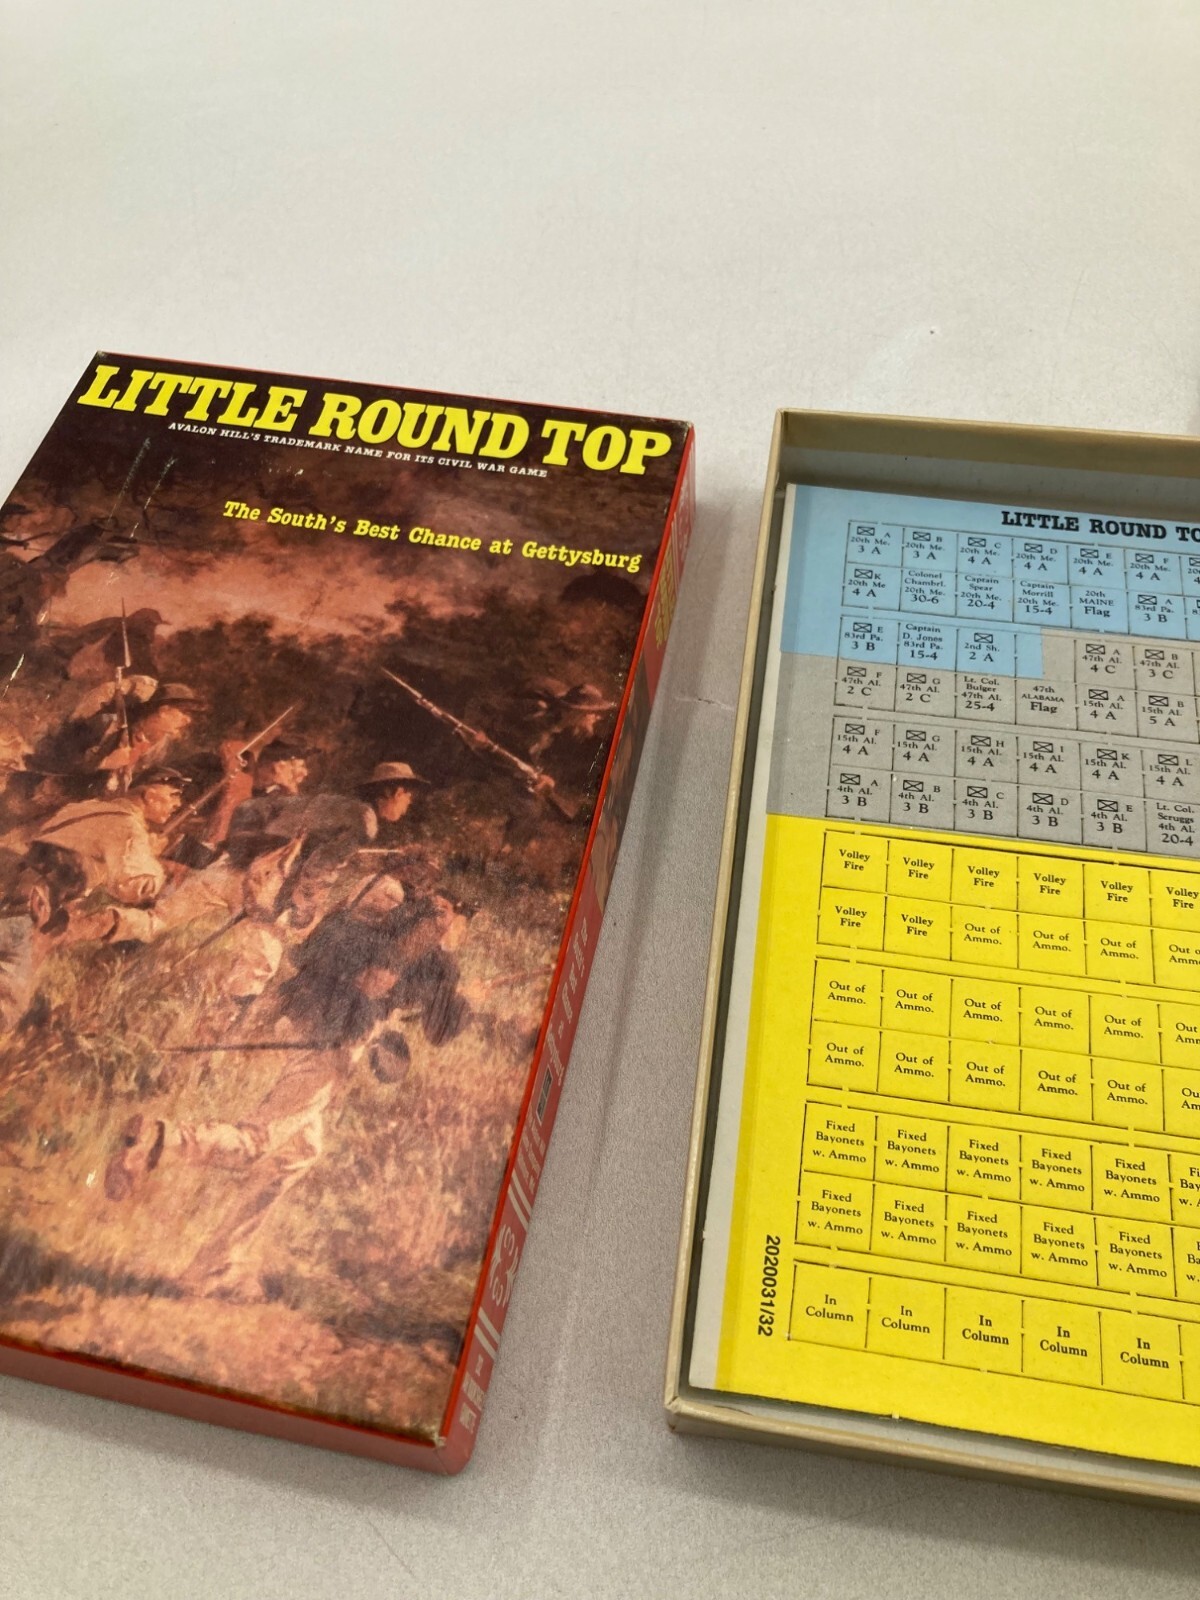 LITTLE ROUND TOP
AVALON HILL'S TRADEMARK NAME FOR ITS CIVIL WAR GAME
The South's Best Chance at Gettysburg
LITTLE ROUND
A B C D E F
20th Me. 20th Me. 20th Me. 20th Me. 20th Me. 20th Me.
3 A 3 A 4 A 4 A 4 A 4 A
K Colonel Captain Captain 20th A
20th Me Chambrl. Spear Morrill MAINE 83rd Pa.
4 A 20th Me. 20th Me. 20th Me. Flag 3 B
30-6 20-4 15-4
E Captain 2nd Sh. A B
83rd Pa. D. Jones 2 A 47th Al. 47th Al.
3 B 83rd Pa. 4 C 3 C
15-4
F G Lt. Col. 47th A B
47th Al. 47th Al. Bulger ALABAMA 15th Al. 15th Al.
2 C 2 C 47th Al. Flag 4 A 5 A
25-4
F G H I K L
15th Al. 15th Al. 15th Al. 15th Al. 15th Al. 15th Al.
4 A 4 A 4 A 4 A 4 A 4 A
A B C D E Lt. Col.
4th Al. 4th Al. 4th Al. 4th Al. 4th Al. Scruggs
3 B 3 B 3 B 3 B 3 B 4th Al.
20-4
Volley Volley Volley Volley Volley Volley
Fire Fire Fire Fire Fire Fire
Volley Volley Out of Out of Out of Out
Fire Fire Ammo. Ammo. Ammo.
Out of Out of Out of Out of Out of Out
Ammo. Ammo. Ammo. Ammo. Ammo.
Out of Out of Out of Out of Out of
Ammo. Ammo. Ammo. Ammo. Ammo.
Fixed Fixed Fixed Fixed Fixed
Bayonets Bayonets Bayonets Bayonets Bayonets
w. Ammo w. Ammo w. Ammo w. Ammo w. Ammo
Fixed Fixed Fixed Fixed Fixed
Bayonets Bayonets Bayonets Bayonets Bayonets
w. Ammo w. Ammo w. Ammo w. Ammo w. Ammo
In In In In In
Column Column Column Column Column
2020031/32